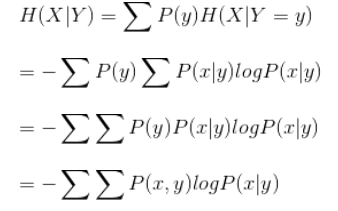 H(X|Y) = ∑ P(y)H(X|Y = y)
= − ∑ P(y) ∑ P(x|y)logP(x|y)
= − ∑ ∑ P(y)P(x|y)logP(x|y)
= − ∑ ∑ P(x, y)logP(x|y)